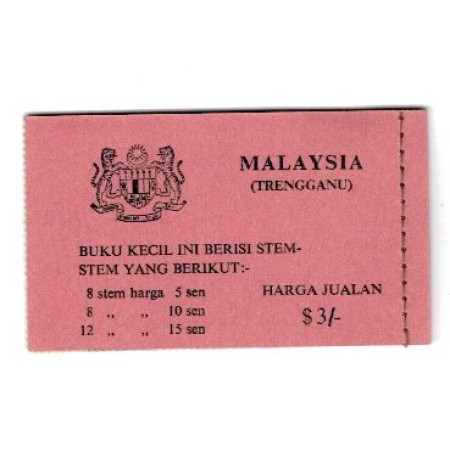 MALAYSIA
(TRENGGANU)
BUKU KECIL INI BERISI STEM-
STEM YANG BERIKUT:-
8 stem harga 5 sen
8 ,, ,, 10 sen
12 ,, ,, 15 sen
HARGA JUALAN
$3/-